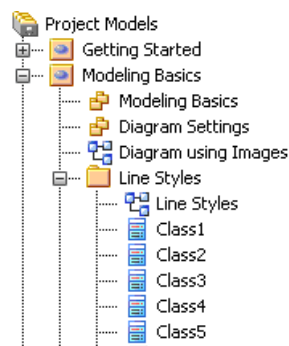 Project Models
Getting Started
Modeling Basics
Modeling Basics
Diagram Settings
Diagram using Images
Line Styles
Line Styles
Class1
Class2
Class3
Class4
Class5